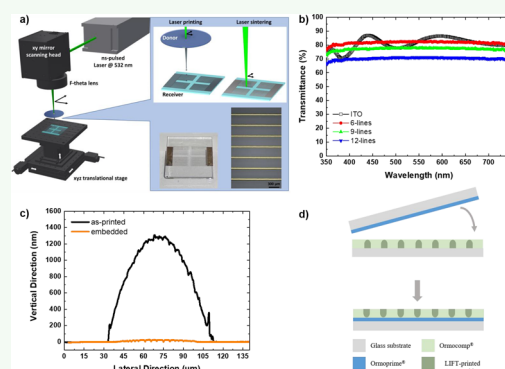 a)
xy mirror
scanning head
ns-pulsed
Laser @ 532 nm
F-theta lens
xyz translational stage
Laser printing
Laser sintering
Donor
Receiver
b)
Transmittance (%)
100
90
80
70
60
50
40
30
20
10
0
ITO
6-lines
9-lines
12-lines
350 400 450 500 550 600 650 700
Wavelength (nm)
c)
Vertical Direction (nm)
1600
1400
1200
1000
800
600
400
200
0
as-printed
embedded
0 15 30 45 60 75 90 105 120 135
Lateral Direction (µm)
d)
Glass substrate
Ormocomp®
Ormoprime®
LIFT-printed